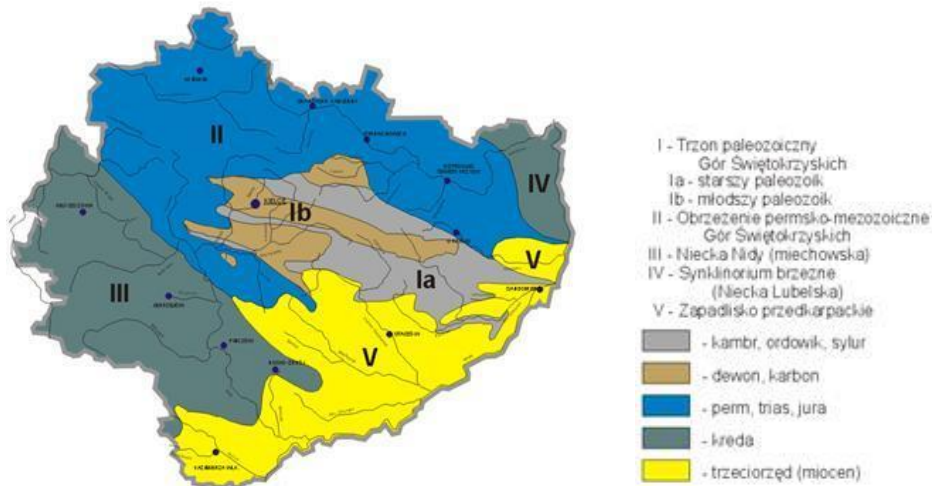 II
IV
Ib
KIELCE
Ia
V
III
V
I - Trzon paleozoiczny
Gór Świętokrzyskich
Ia - starszy paleozoik
Ib - młodszy paleozoik
II - Obrzeżenie permsko-mezozoiczne
Gór Świętokrzyskich
III - Niecka Nidy (miechowska)
IV - Synklinorium brzeżne
(Niecka Lubelska)
V - Zapadlisko przedkarpackie
- kambr, ordowik, sylur
- dewon, karbon
- perm, trias, jura
- kreda
- trzeciorzęd (miocen)